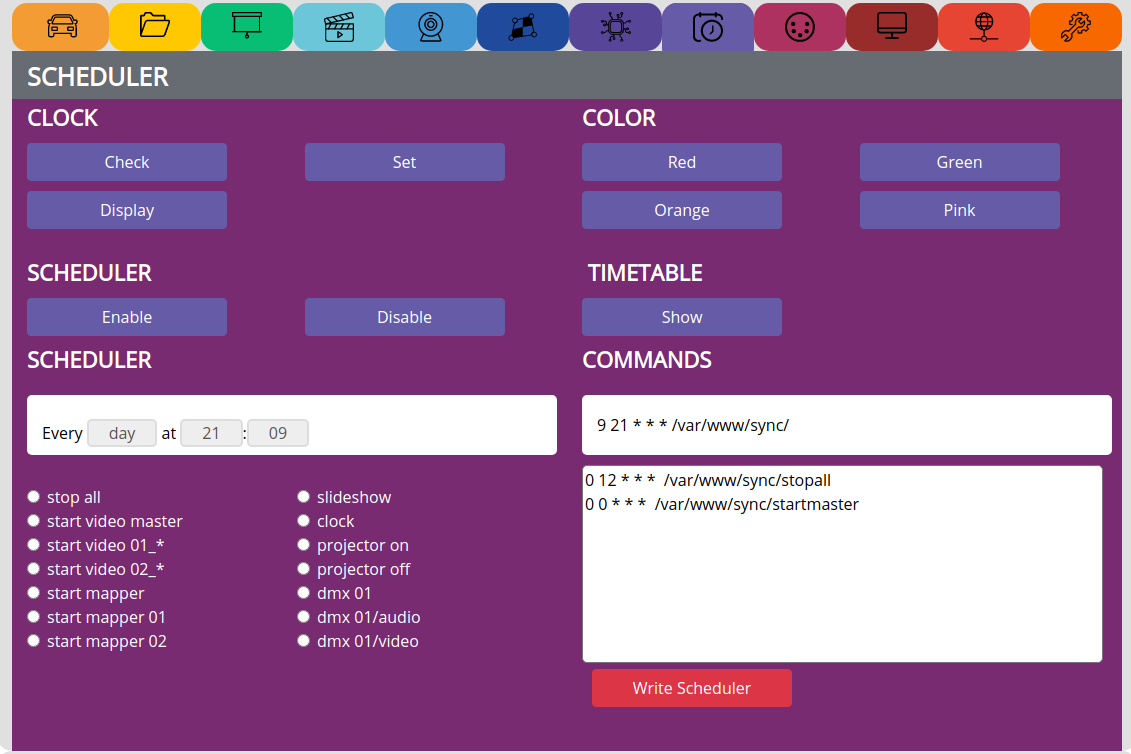 SCHEDULER
CLOCK
COLOR
Check
Set
Red
Green
Display
Orange
Pink
SCHEDULER
TIMETABLE
Enable
Disable
Show
SCHEDULER
COMMANDS
Every day at 21 : 09
9 21 * * * /var/www/sync/
0 12 * * * /var/www/sync/stopall
0 0 * * * /var/www/sync/startmaster
stop all
start video master
start video 01_*
start video 02_*
start mapper
start mapper 01
start mapper 02
slideshow
clock
projector on
projector off
dmx 01
dmx 01/audio
dmx 01/video
Write Scheduler